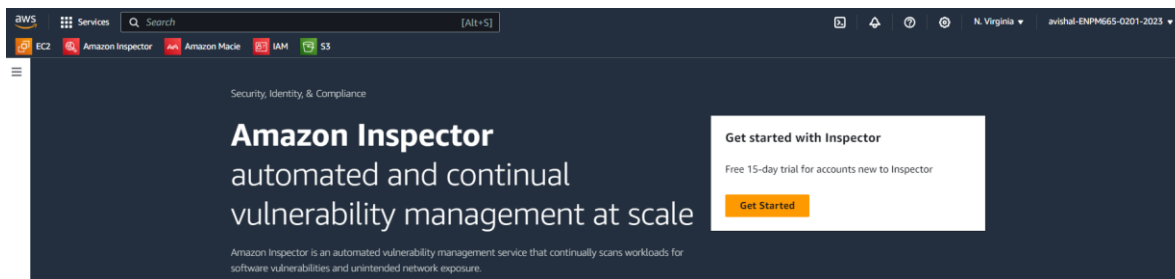 aws Services Search [Alt+S] N. Virginia avishal-ENPM665-0201-2023
EC2 Amazon Inspector Amazon Macie IAM S3
Security, Identity, & Compliance
Amazon Inspector
automated and continual
vulnerability management at scale
Amazon Inspector is an automated vulnerability management service that continually scans workloads for
software vulnerabilities and unintended network exposure.
Get started with Inspector
Free 15-day trial for accounts new to Inspector
Get Started